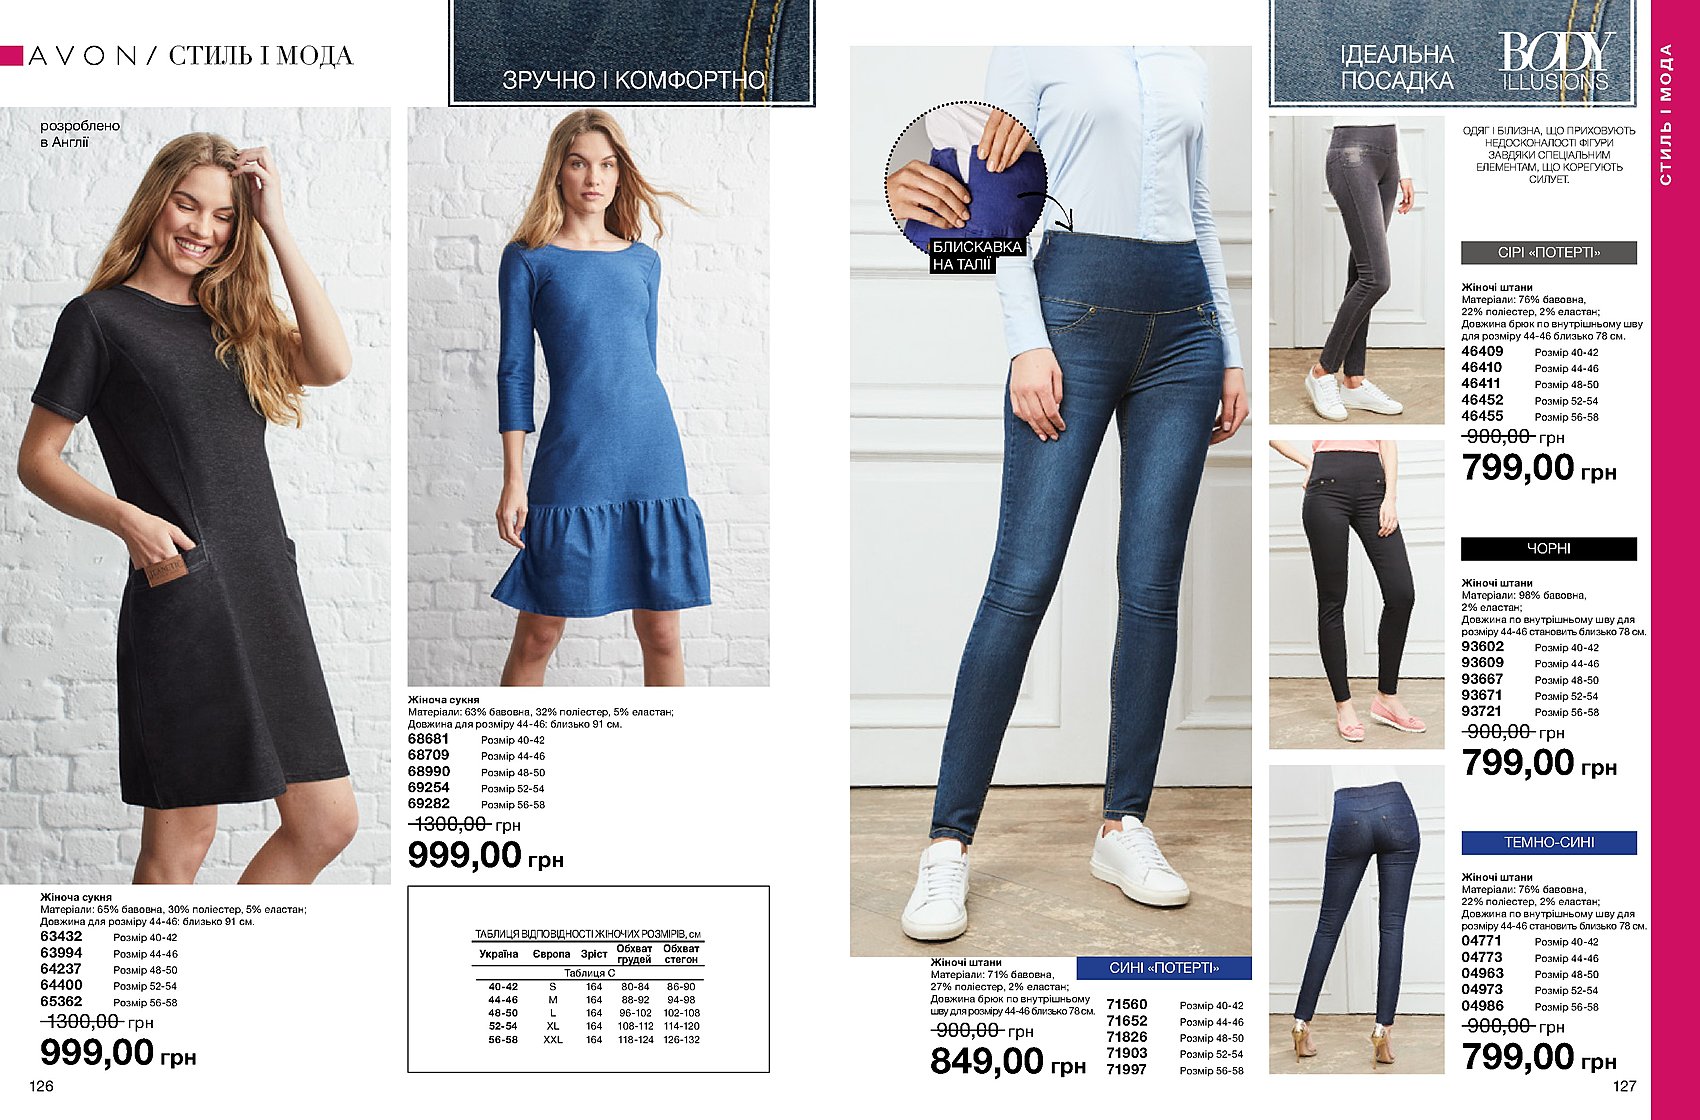 AVON / СТИЛЬ І МОДА
розроблено
в Англії
ЗРУЧНО І КОМФОРТНО
Жіноча сукня
Матеріали: 65% бавовна, 30% поліестер, 5% еластан;
Довжина для розміру 44-46: близько 91 см.
63432 Розмір 40-42
63994 Розмір 44-46
64237 Розмір 48-50
64400 Розмір 52-54
65362 Розмір 56-58
1300,00 грн
999,00 грн
126
Жіноча сукня
Матеріали: 63% бавовна, 32% поліестер, 5% еластан;
Довжина для розміру 44-46: близько 91 см.
68681 Розмір 40-42
68709 Розмір 44-46
68990 Розмір 48-50
69254 Розмір 52-54
69282 Розмір 56-58
1300,00 грн
999,00 грн
ТАБЛИЦЯ ВІДПОВІДНОСТІ ЖІНОЧИХ РОЗМІРІВ, см
Україна Європа Зріст Обхват грудей Обхват стегон
Таблиця C
40-42 S 164 80-84 86-90
44-46 M 164 88-92 94-98
48-50 L 164 96-102 102-108
52-54 XL 164 108-112 114-120
56-58 XXL 164 118-124 126-132
БЛИСКАВКА
НА ТАЛІЇ
Жіночі штани
Матеріали: 71% бавовна,
27% поліестер, 2% еластан;
Довжина брюк по внутрішньому
шву для розміру 44-46 близько 78 см.
900,00 грн
849,00 грн
СИНІ «ПОТЕРТІ»
71560 Розмір 40-42
71652 Розмір 44-46
71826 Розмір 48-50
71903 Розмір 52-54
71997 Розмір 56-58
ІДЕАЛЬНА
ПОСАДКА
BODY
ILLUSIONS
ОДЯГ І БІЛИЗНА, ЩО ПРИХОВУЮТЬ
НЕДОСКОНАЛОСТІ ФІГУРИ
ЗАВДЯКИ СПЕЦІАЛЬНИМ
ЕЛЕМЕНТАМ, ЩО КОРЕГУЮТЬ
СИЛУЕТ.
СІРІ «ПОТЕРТІ»
Жіночі штани
Матеріали: 76% бавовна,
22% поліестер, 2% еластан;
Довжина брюк по внутрішньому шву
для розміру 44-46 близько 78 см.
46409 Розмір 40-42
46410 Розмір 44-46
46411 Розмір 48-50
46452 Розмір 52-54
46455 Розмір 56-58
900,00 грн
799,00 грн
ЧОРНІ
Жіночі штани
Матеріали: 98% бавовна,
2% еластан;
Довжина по внутрішньому шву для
розміру 44-46 становить близько 78 см.
93602 Розмір 40-42
93609 Розмір 44-46
93667 Розмір 48-50
93671 Розмір 52-54
93721 Розмір 56-58
900,00 грн
799,00 грн
ТЕМНО-СИНІ
Жіночі штани
Матеріали: 76% бавовна,
22% поліестер, 2% еластан;
Довжина по внутрішньому шву для
розміру 44-46 становить близько 78 см.
04771 Розмір 40-42
04773 Розмір 44-46
04963 Розмір 48-50
04973 Розмір 52-54
04986 Розмір 56-58
900,00 грн
799,00 грн
127
СТИЛЬ І МОДА